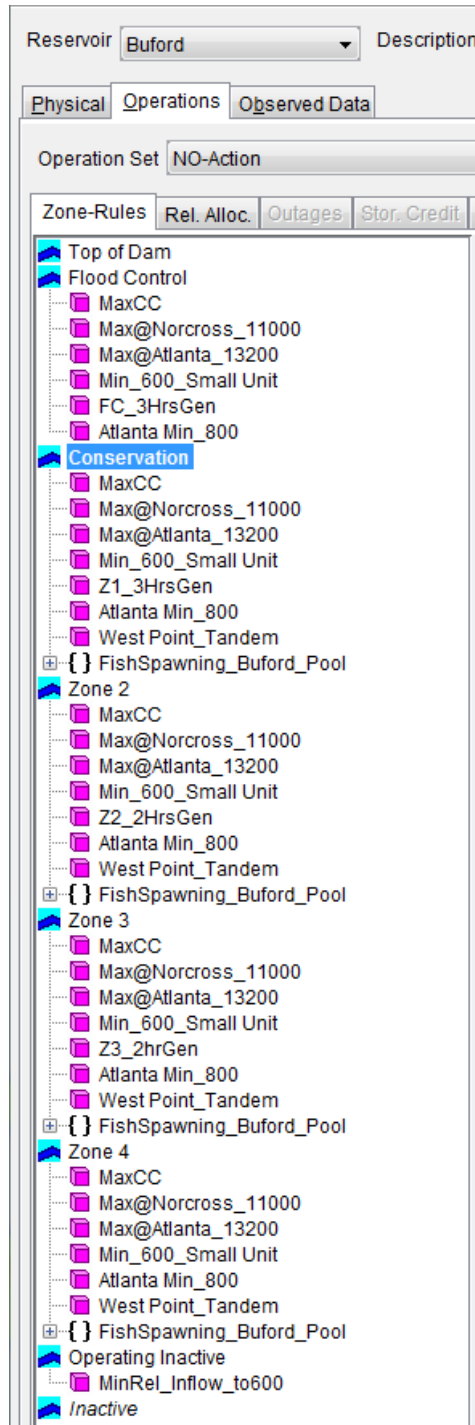 Reservoir Buford Description
Physical Operations Observed Data
Operation Set NO-Action
Zone-Rules Rel. Alloc. Outages Stor. Credit
Top of Dam
Flood Control
MaxCC
Max@Norcross_11000
Max@Atlanta_13200
Min_600_Small Unit
FC_3HrsGen
Atlanta Min_800
Conservation
MaxCC
Max@Norcross_11000
Max@Atlanta_13200
Min_600_Small Unit
Z1_3HrsGen
Atlanta Min_800
West Point_Tandem
{ } FishSpawning_Buford_Pool
Zone 2
MaxCC
Max@Norcross_11000
Max@Atlanta_13200
Min_600_Small Unit
Z2_2HrsGen
Atlanta Min_800
West Point_Tandem
{ } FishSpawning_Buford_Pool
Zone 3
MaxCC
Max@Norcross_11000
Max@Atlanta_13200
Min_600_Small Unit
Z3_2hrGen
Atlanta Min_800
West Point_Tandem
{ } FishSpawning_Buford_Pool
Zone 4
MaxCC
Max@Norcross_11000
Max@Atlanta_13200
Min_600_Small Unit
Atlanta Min_800
West Point_Tandem
{ } FishSpawning_Buford_Pool
Operating Inactive
MinRel_Inflow_to600
Inactive